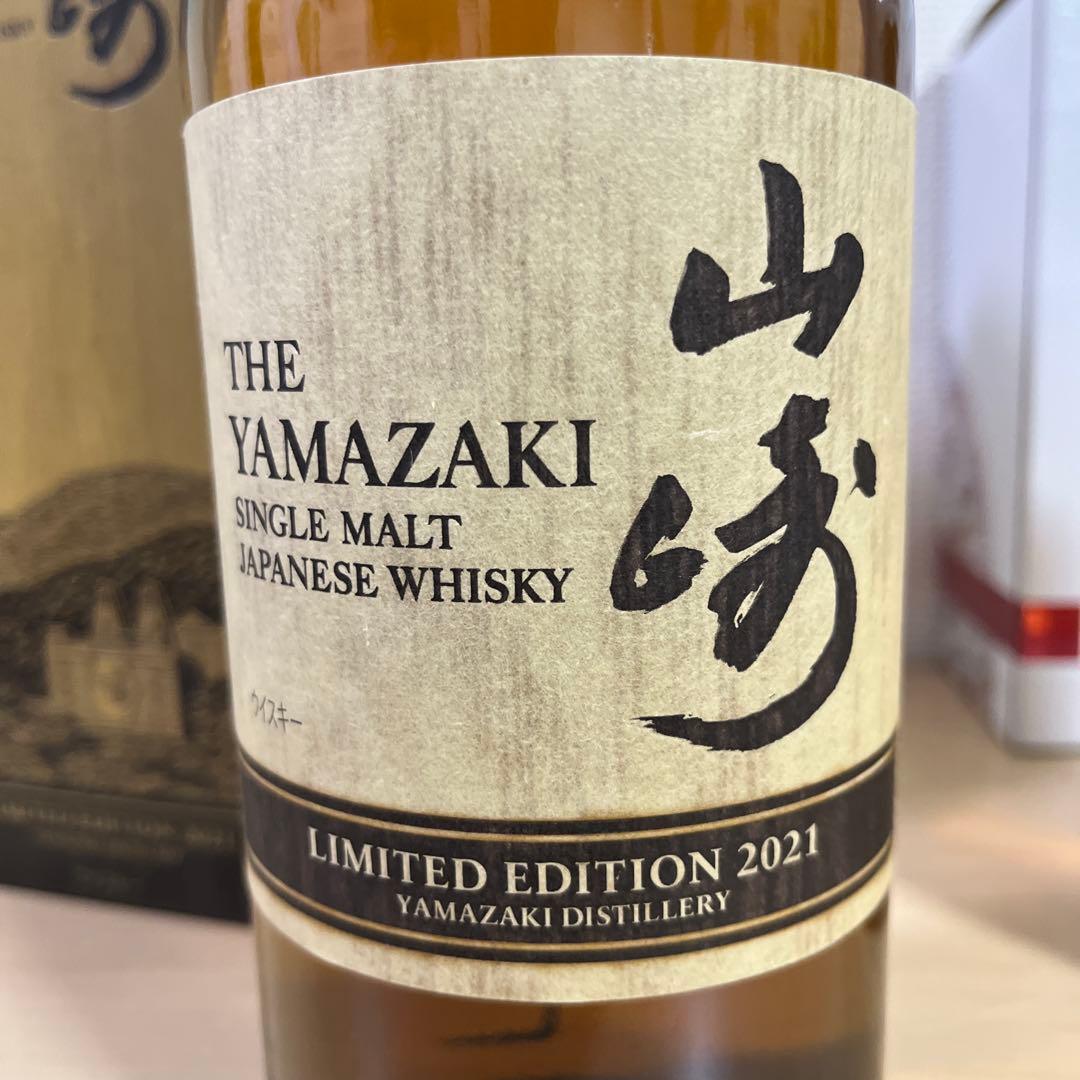 THE
YAMAZAKI
SINGLE MALT
JAPANESE WHISKY
山崎
ウイスキー
LIMITED EDITION 2021
YAMAZAKI DISTILLERY